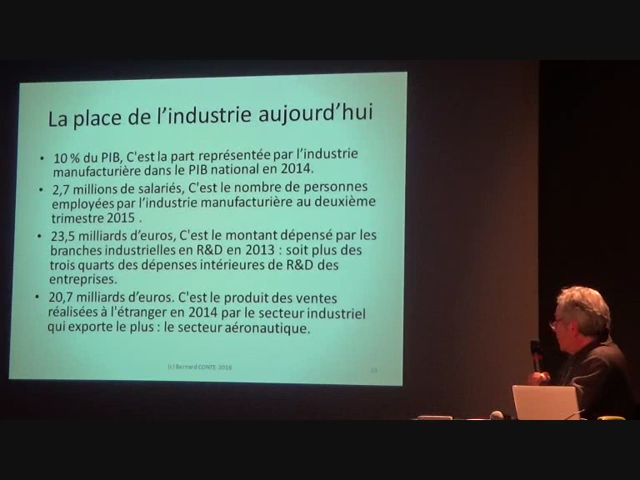 La place de l'industrie aujourd'hui
• 10 % du PIB, C'est la part représentée par l'industrie
manufacturière dans le PIB national en 2014.
• 2,7 millions de salariés, C'est le nombre de personnes
employées par l'industrie manufacturière au deuxième
trimestre 2015 .
• 23,5 milliards d'euros, C'est le montant dépensé par les
branches industrielles en R&D en 2013 : soit plus des
trois quarts des dépenses intérieures de R&D des
entreprises.
• 20,7 milliards d'euros. C'est le produit des ventes
réalisées à l'étranger en 2014 par le secteur industriel
qui exporte le plus : le secteur aéronautique.
(c) Bernard CONTE 2016